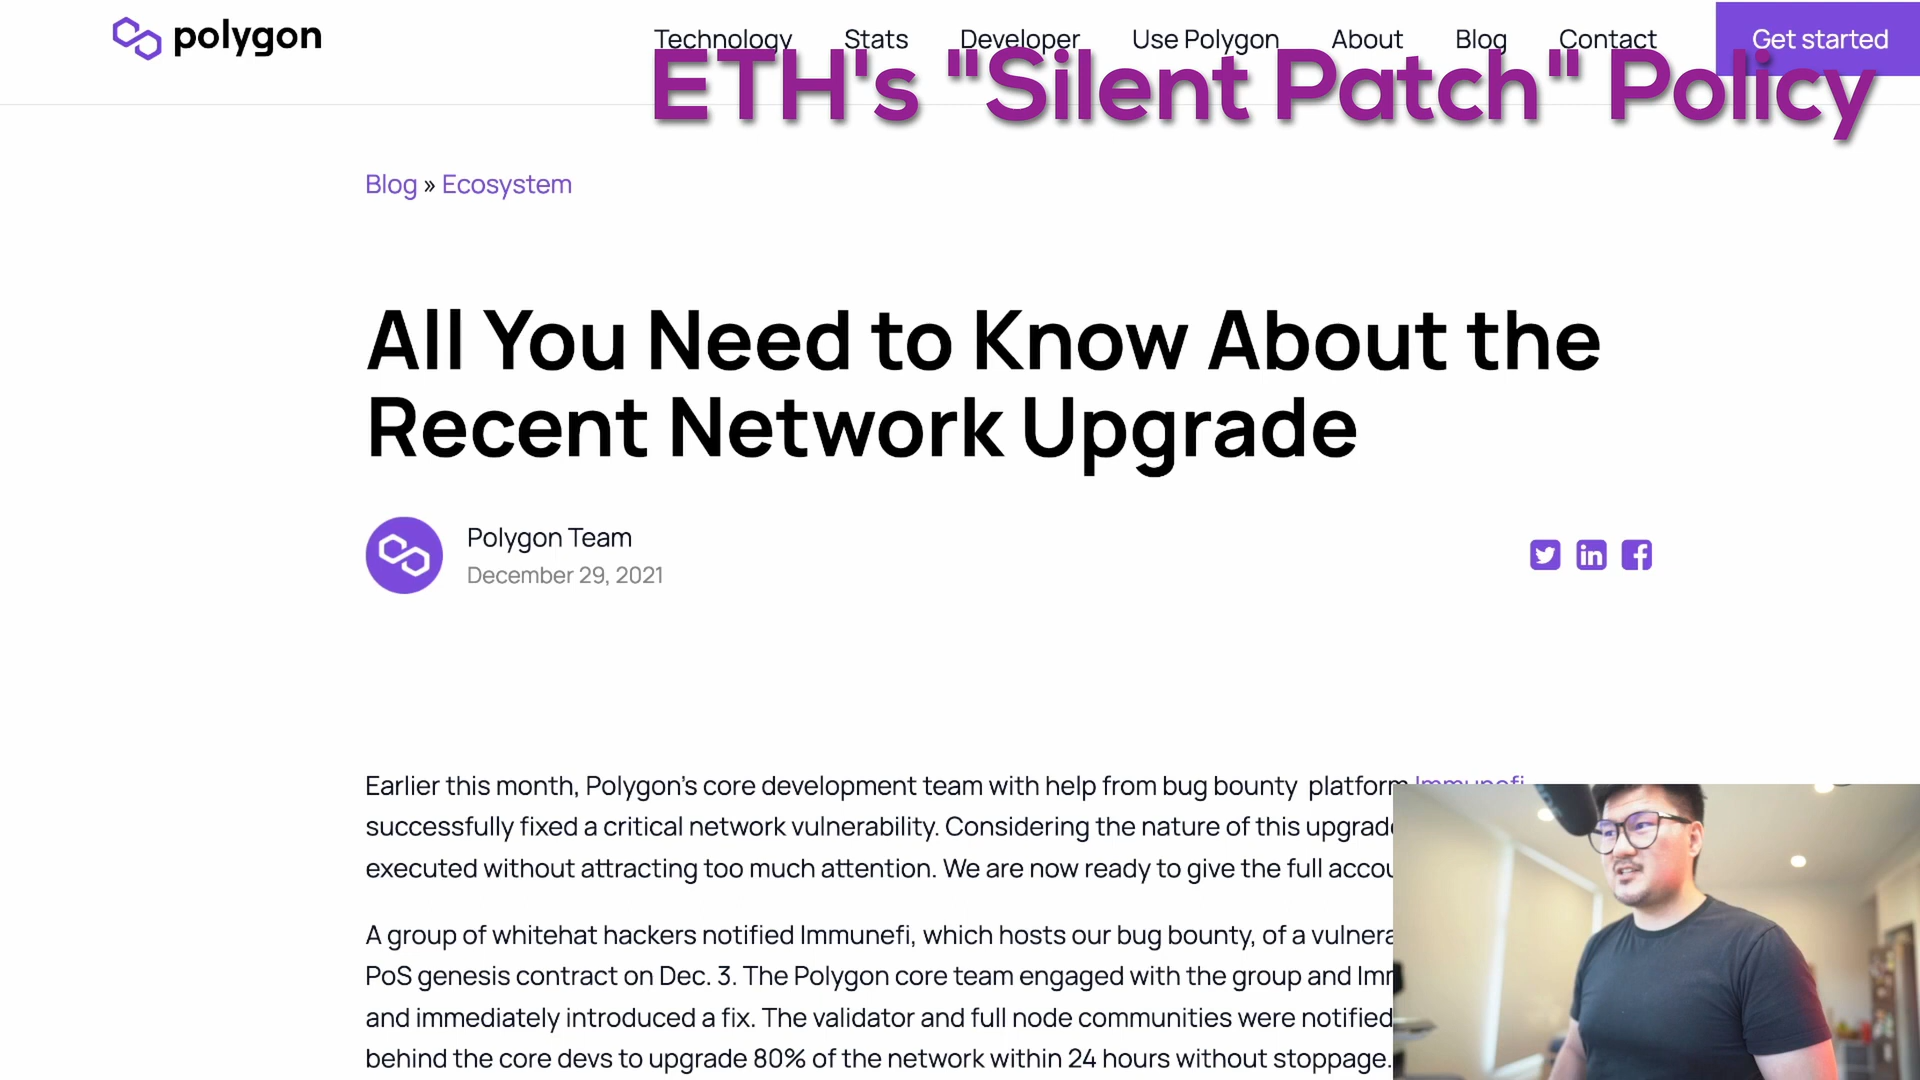 polygon
Technology Stats Developer Use Polygon About Blog Contact Get started
ETH's "Silent Patch" Policy
Blog » Ecosystem
All You Need to Know About the
Recent Network Upgrade
Polygon Team
December 29, 2021
Earlier this month, Polygon's core development team with help from bug bounty platform Immunefi
successfully fixed a critical network vulnerability. Considering the nature of this
executed without attracting too much attention. We are now ready to give the full
A group of whitehat hackers notified Immunefi, which hosts our bug bounty, of a
PoS genesis contract on Dec. 3. The Polygon core team engaged with the group and
and immediately introduced a fix. The validator and full node communities were notified
behind the core devs to upgrade 80% of the network within 24 hours without stoppage.